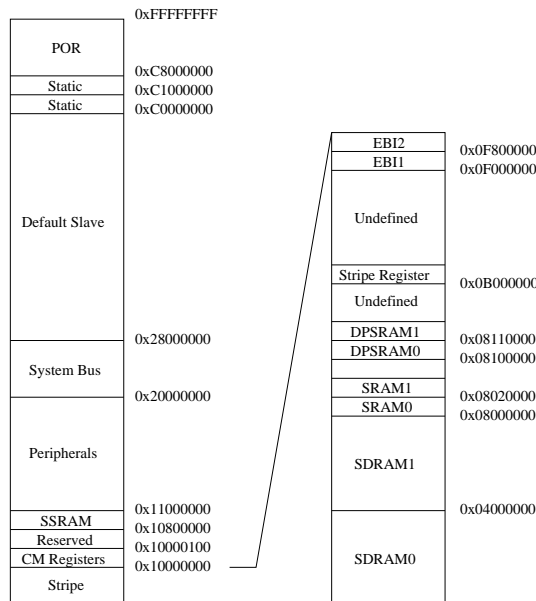 0xFFFFFFFF
POR
0xC8000000
Static
0xC1000000
Static
0xC0000000
Default Slave
0x28000000
System Bus
0x20000000
Peripherals
0x11000000
SSRAM
0x10800000
Reserved
0x10000100
CM Registers
0x10000000
Stripe
EBI2
0x0F800000
EBI1
0x0F000000
Undefined
Stripe Register
0x0B000000
Undefined
DPSRAM1
0x08110000
DPSRAM0
0x08100000
SRAM1
0x08020000
SRAM0
0x08000000
SDRAM1
0x04000000
SDRAM0